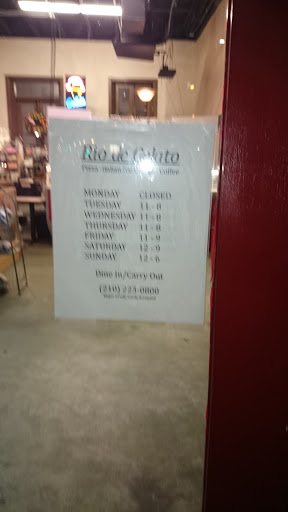 Rio de Gelato
Coffee
MONDAY CLOSED
TUESDAY 11 - 8
WEDNESDAY 11 - 8
THURSDAY 11 - 8
FRIDAY 11 - 9
SATURDAY 12 - 9
SUNDAY 12 - 6
Dine In/Carry Out
(210) 223-0800